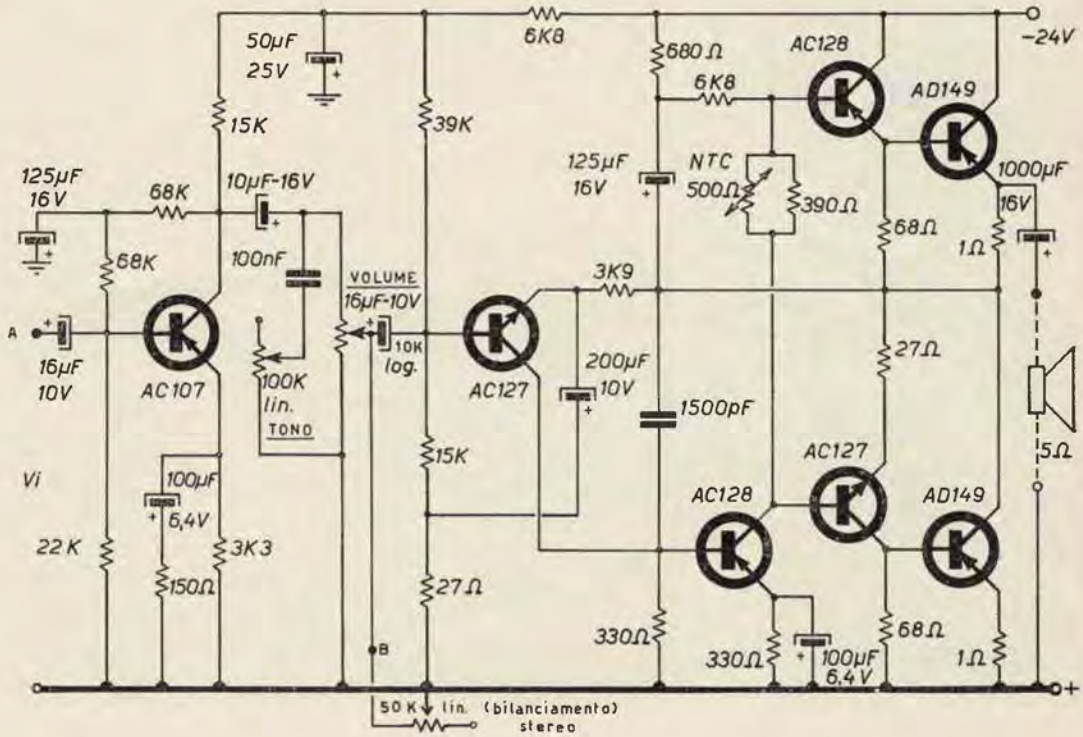 6K8
-24V
50µF
25V
680Ω
AC128
6K8
AD149
15K
39K
125µF
16V
68K
10µF-16V
125µF
16V
NTC
500Ω
390Ω
1000µF
16V
68Ω
1Ω
68K
100nF
VOLUME
16µF-10V
3K9
A
16µF
10V
AC107
100K
lin.
TONO
10K
log.
AC127
200µF
10V
27Ω
1500pF
AC127
5Ω
Vi
100µF
6,4V
15K
AC128
AD149
22K
150Ω
3K3
27Ω
330Ω
330Ω
100µF
6,4V
68Ω
1Ω
B
+
50K lin. (bilanciamento)
stereo